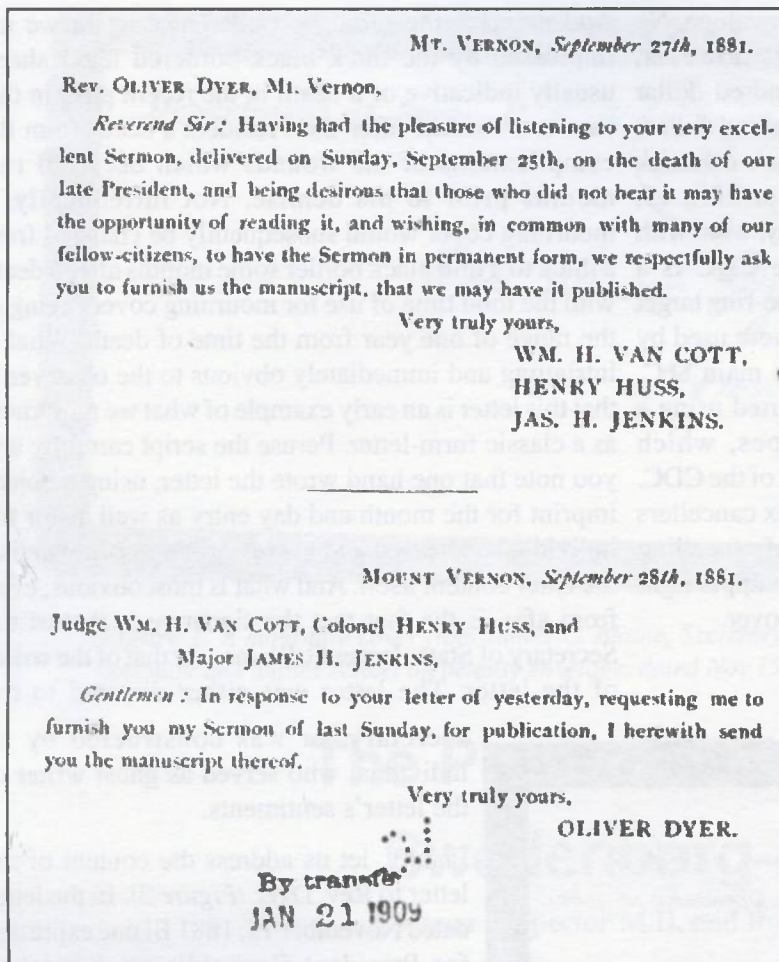 MT. VERNON, September 27th, 1881.
Rev. OLIVER DYER, Mt. Vernon,
Reverend Sir: Having had the pleasure of listening to your very excel-
lent Sermon, delivered on Sunday, September 25th, on the death of our
late President, and being desirous that those who did not hear it may have
the opportunity of reading it, and wishing, in common with many of our
fellow-citizens, to have the Sermon in permanent form, we respectfully ask
you to furnish us the manuscript, that we may have it published.
Very truly yours,
WM. H. VAN COTT,
HENRY HUSS,
JAS. H. JENKINS.
MOUNT VERNON, September 28th, 1881.
Judge WM. H. VAN COTT, Colonel HENRY HUSS, and
Major JAMES H. JENKINS,
Gentlemen: In response to your letter of yesterday, requesting me to
furnish you my Sermon of last Sunday, for publication, I herewith send
you the manuscript thereof.
Very truly yours,
OLIVER DYER.
By transfer
JAN 21 1909